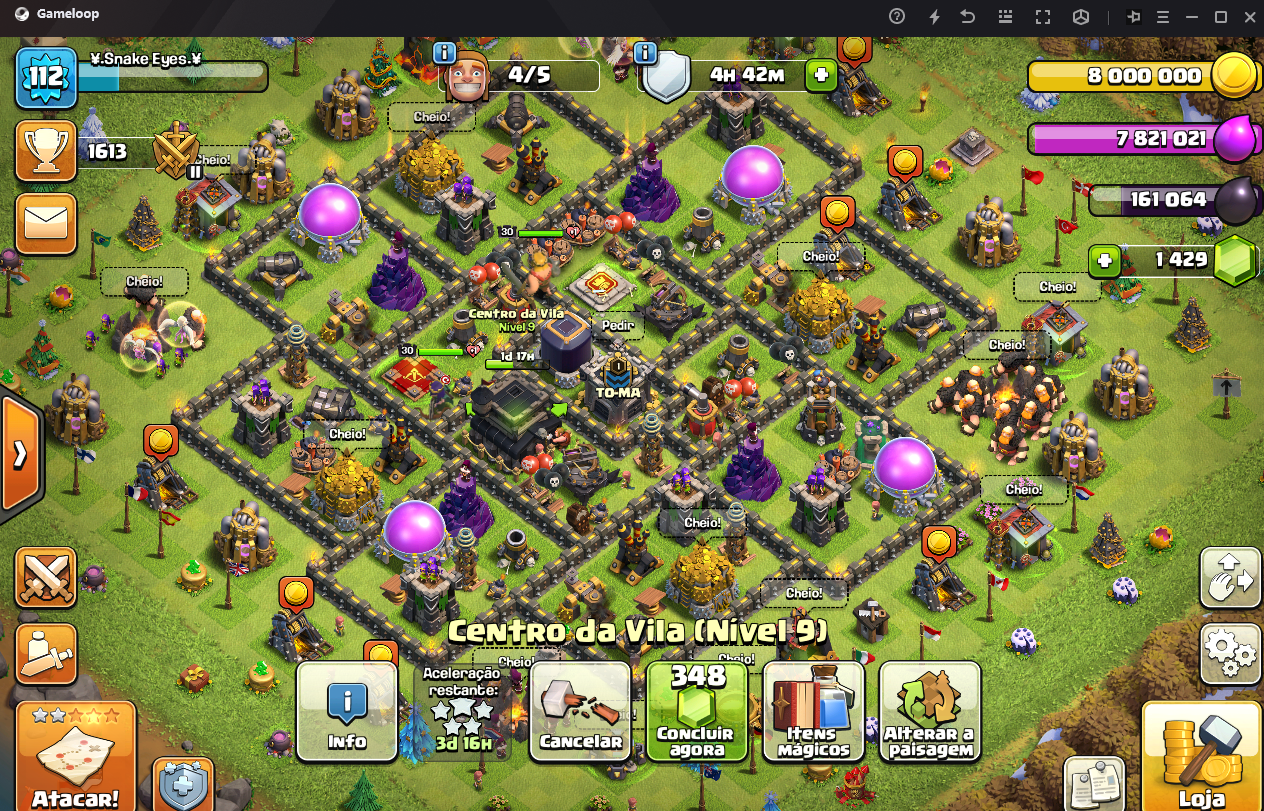 Gameloop
112
¥.Snake Eyes.¥
4/5
4H 42M
8 000 000
1613
Cheio!
Cheio!
7 821 021
161 064
1 429
30
Cheio!
Cheio!
Cheio!
Centro da Vila
Nível 9
Pedir
Cheio!
30
1d 17H
TO-MA
Cheio!
Cheio!
Cheio!
Cheio!
Centro da Vila (Nível 9)
Cheio!
Cheio!
Info
Aceleração
restante:
3d 16H
Cancelar
348
Concluir
agora
Itens
mágicos
Alterar a
paisagem
Atacar!
Loja